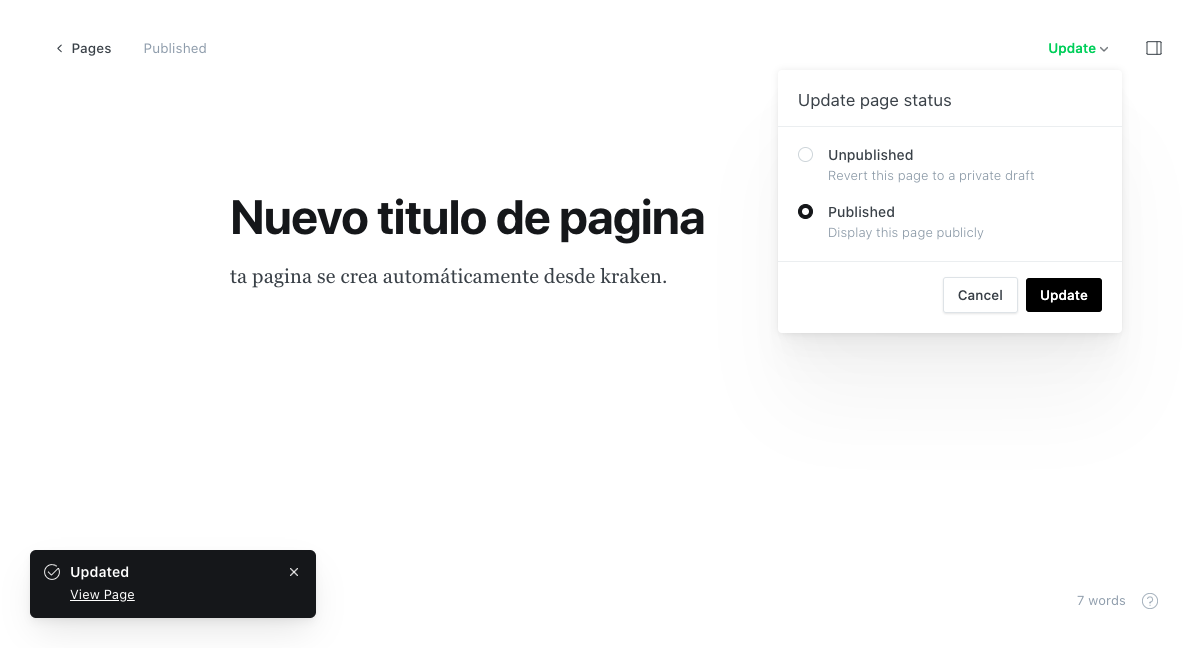 Pages
Published
Update
Update page status
Unpublished
Revert this page to a private draft
Published
Display this page publicly
Cancel
Update
Nuevo titulo de pagina
ta pagina se crea automáticamente desde kraken.
Updated
View Page
7 words
?